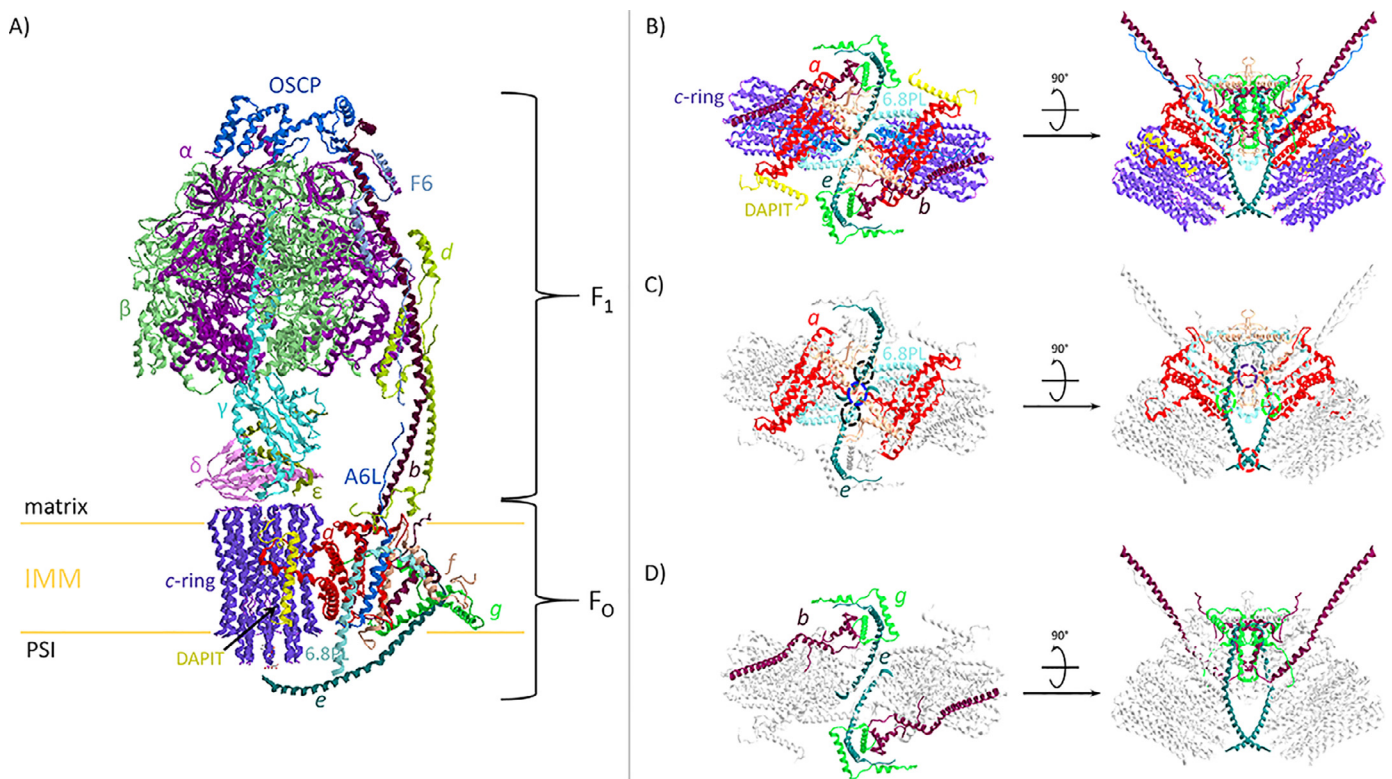 A)
OSCP
α
F6
d
β
F1
γ
A6L
b
δ
ε
matrix
a
c-ring
f
IMM
FO
g
PSI
DAPIT
6.8PL
e
B)
a
c-ring
6.8PL
90°
e
DAPIT
b
C)
a
6.8PL
90°
e
D)
g
b
90°
e